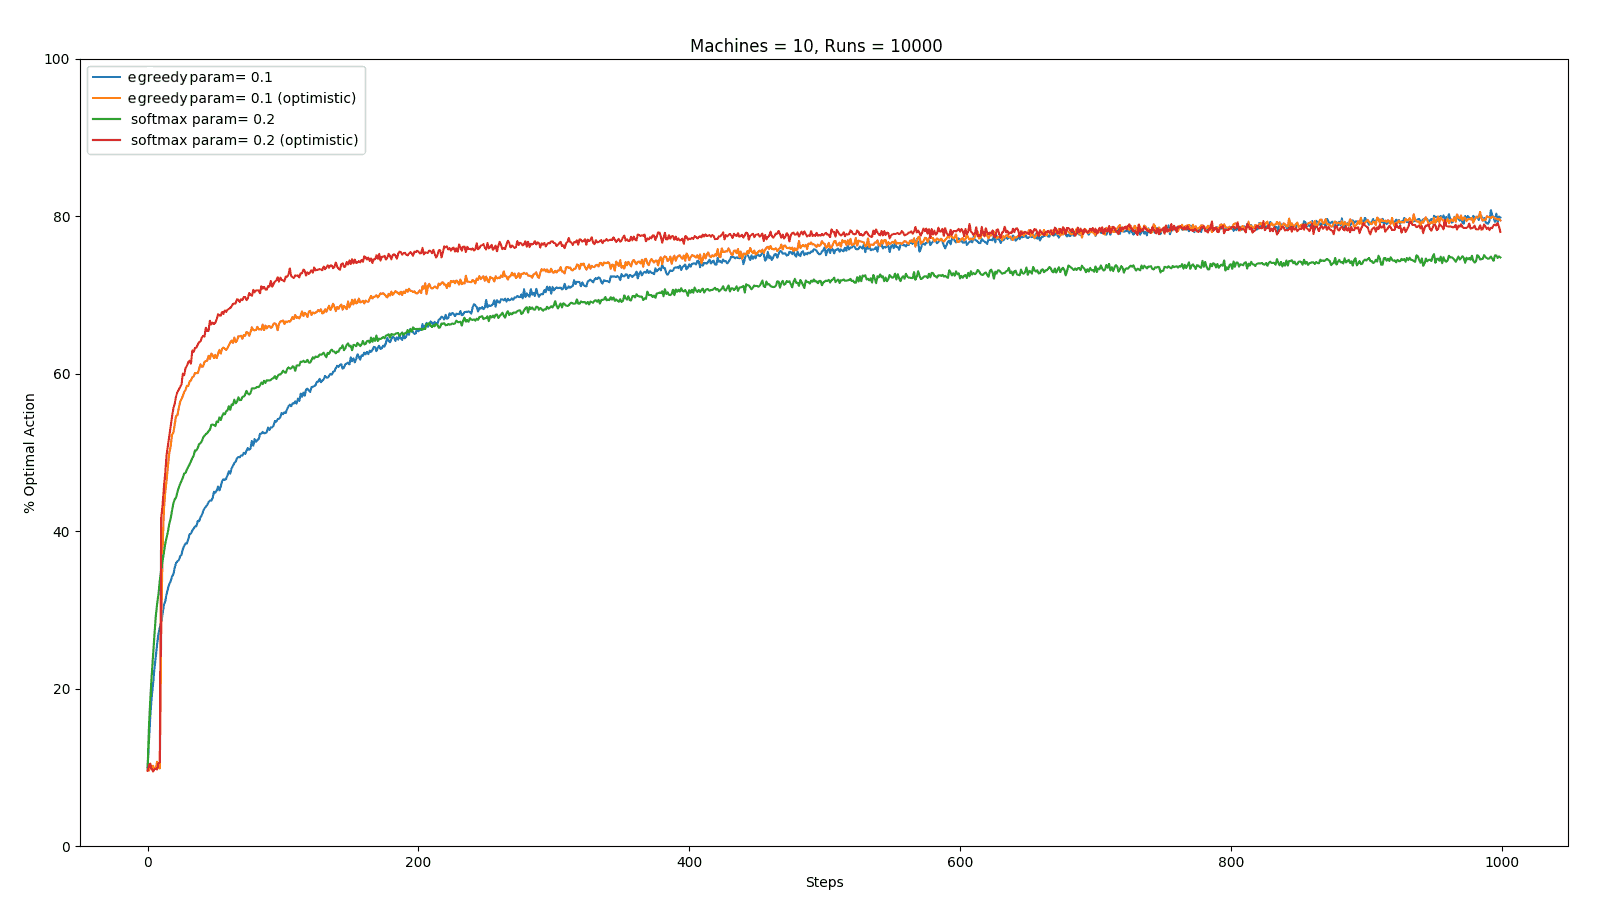 Machines = 10, Runs = 10000
e greedy param= 0.1
e greedy param= 0.1 (optimistic)
softmax param= 0.2
softmax param= 0.2 (optimistic)
100
80
60
40
20
0
% Optimal Action
0 200 400 600 800 1000
Steps